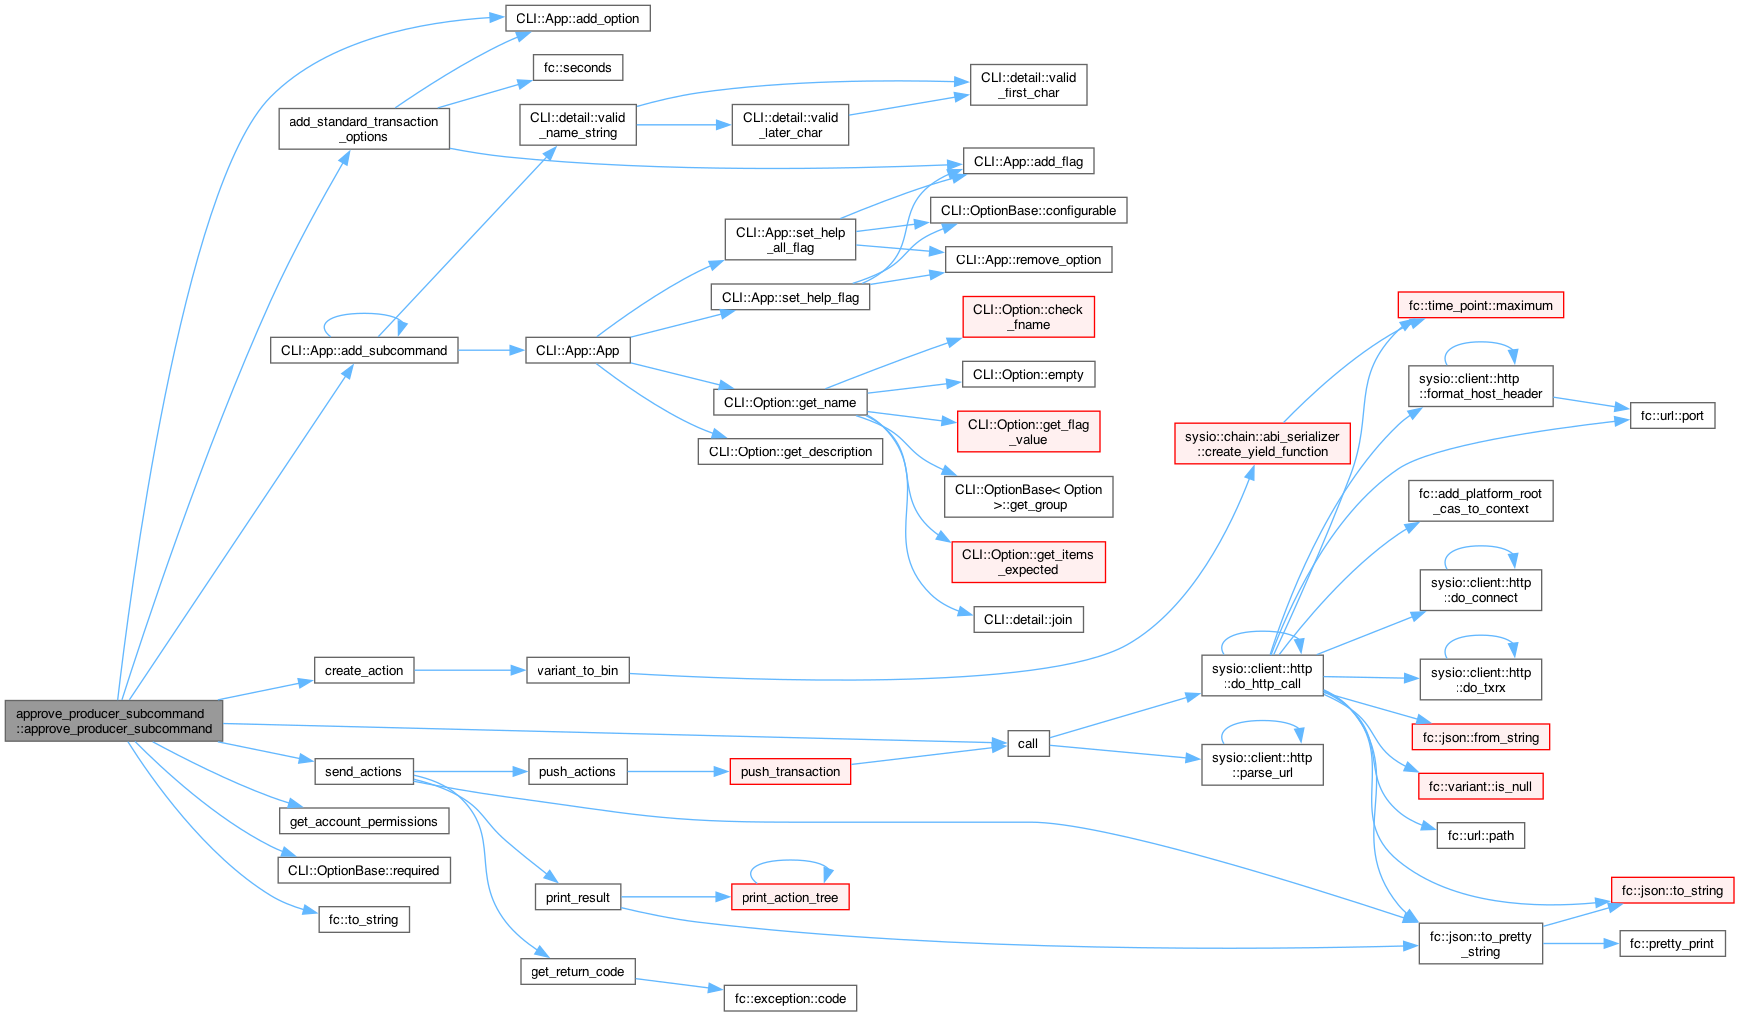 approve_producer_subcommand
::approve_producer_subcommand
CLI::App::add_option
add_standard_transaction
_options
fc::seconds
CLI::App::add_flag
CLI::App::add_subcommand
CLI::detail::valid
_name_string
CLI::detail::valid
_later_char
CLI::detail::valid
_first_char
CLI::App::App
CLI::App::set_help
_all_flag
CLI::App::set_help_flag
CLI::OptionBase::configurable
CLI::App::remove_option
CLI::Option::get_name
CLI::Option::get_description
CLI::Option::check
_fname
CLI::Option::empty
CLI::Option::get_flag
_value
CLI::OptionBase< Option
>::get_group
CLI::Option::get_items
_expected
CLI::detail::join
create_action
variant_to_bin
sysio::chain::abi_serializer
::create_yield_function
fc::time_point::maximum
call
sysio::client::http
::do_http_call
sysio::client::http
::parse_url
sysio::client::http
::format_host_header
fc::url::port
fc::add_platform_root
_cas_to_context
sysio::client::http
::do_connect
sysio::client::http
::do_txrx
fc::json::from_string
fc::variant::is_null
fc::url::path
fc::json::to_string
fc::json::to_pretty
_string
fc::pretty_print
send_actions
push_actions
push_transaction
print_result
print_action_tree
get_return_code
fc::exception::code
get_account_permissions
CLI::OptionBase::required
fc::to_string